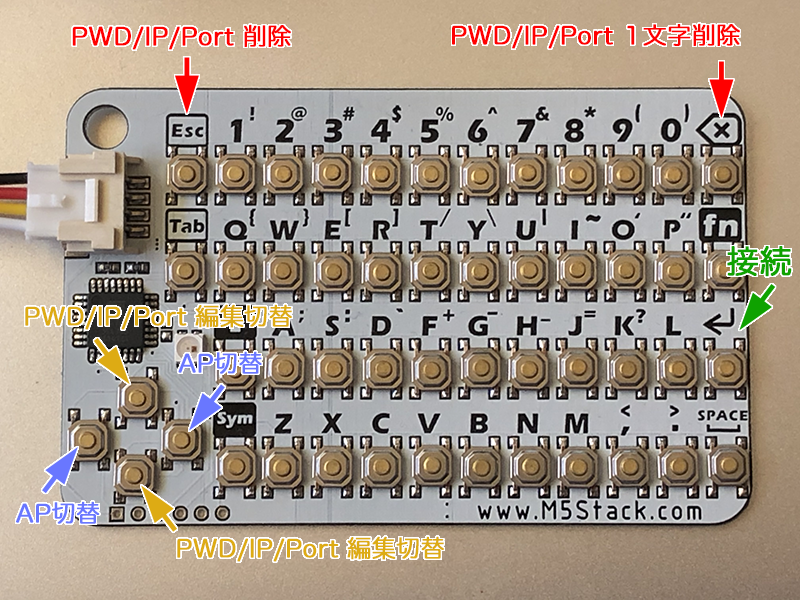 PWD/IP/Port 削除
PWD/IP/Port 1文字削除
Esc 1 ! 2 @ 3 # 4 $ 5 % 6 ^ 7 & 8 * 9 ( 0 )
Tab Q { W } E [ R ] T / Y \ U | I ~ O ' P " fn
接続
PWD/IP/Port 編集切替
A ; S : D ` F + G - H - J = K ? L
AP切替
Sym Z X C V B N M , < . > SPACE
AP切替
www.M5Stack.com
PWD/IP/Port 編集切替